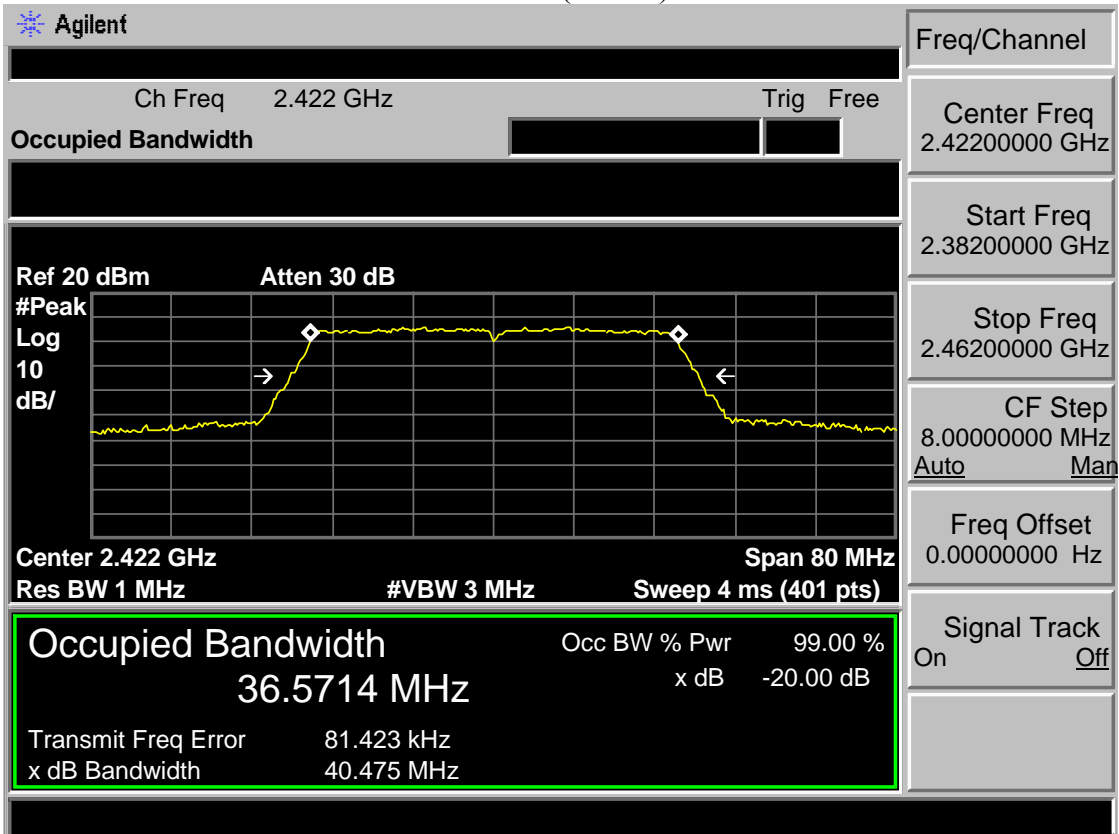 Agilent
Freq/Channel
Ch Freq 2.422 GHz Trig Free
Occupied Bandwidth
Center Freq
2.42200000 GHz
Start Freq
2.38200000 GHz
Stop Freq
2.46200000 GHz
CF Step
8.00000000 MHz
Auto Man
Freq Offset
0.00000000 Hz
Signal Track
On Off
Ref 20 dBm Atten 30 dB
#Peak
Log
10
dB/
Center 2.422 GHz Span 80 MHz
Res BW 1 MHz #VBW 3 MHz Sweep 4 ms (401 pts)
Occupied Bandwidth Occ BW % Pwr 99.00 %
36.5714 MHz x dB -20.00 dB
Transmit Freq Error 81.423 kHz
x dB Bandwidth 40.475 MHz